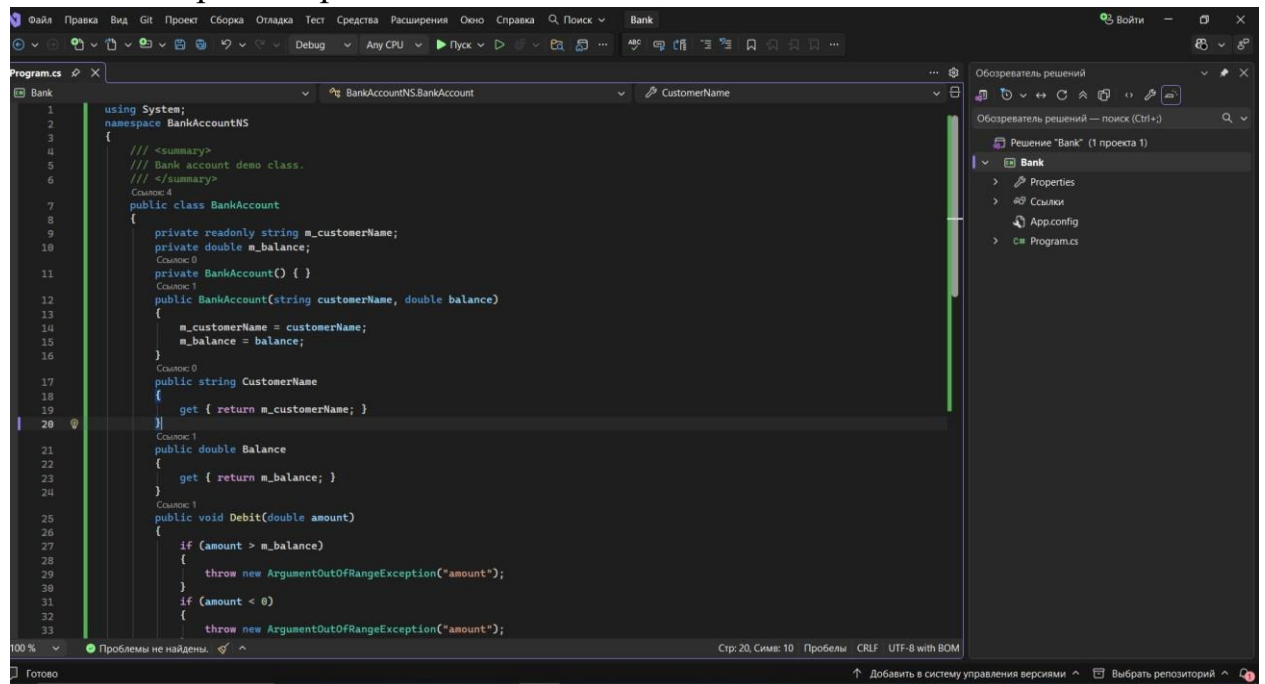 Файл Правка Вид Git Проект Сборка Отладка Тест Средства Расширения Окно Справка Поиск Bank Войти
Debug Any CPU Пуск
Program.cs
Bank BankAccountNS.BankAccount CustomerName
1 using System;
2 namespace BankAccountNS
3 {
4 /// <summary>
5 /// Bank account demo class.
6 /// </summary>
Ссылок: 4
7 public class BankAccount
8 {
9 private readonly string m_customerName;
10 private double m_balance;
Ссылок: 0
11 private BankAccount() { }
Ссылок: 1
12 public BankAccount(string customerName, double balance)
13 {
14 m_customerName = customerName;
15 m_balance = balance;
16 }
Ссылок: 0
17 public string CustomerName
18 {
19 get { return m_customerName; }
20 }
Ссылок: 1
21 public double Balance
22 {
23 get { return m_balance; }
24 }
Ссылок: 1
25 public void Debit(double amount)
26 {
27 if (amount > m_balance)
28 {
29 throw new ArgumentOutOfRangeException("amount");
30 }
31 if (amount < 0)
32 {
33 throw new ArgumentOutOfRangeException("amount");
100 % Проблемы не найдены. Стр: 20, Симв: 10 Пробелы CRLF UTF-8 with BOM
Обозреватель решений
Обозреватель решений — поиск (Ctrl+;)
Решение "Bank" (1 проекта 1)
Bank
Properties
Ссылки
App.config
C# Program.cs
Готово Добавить в систему управления версиями Выбрать репозиторий 1